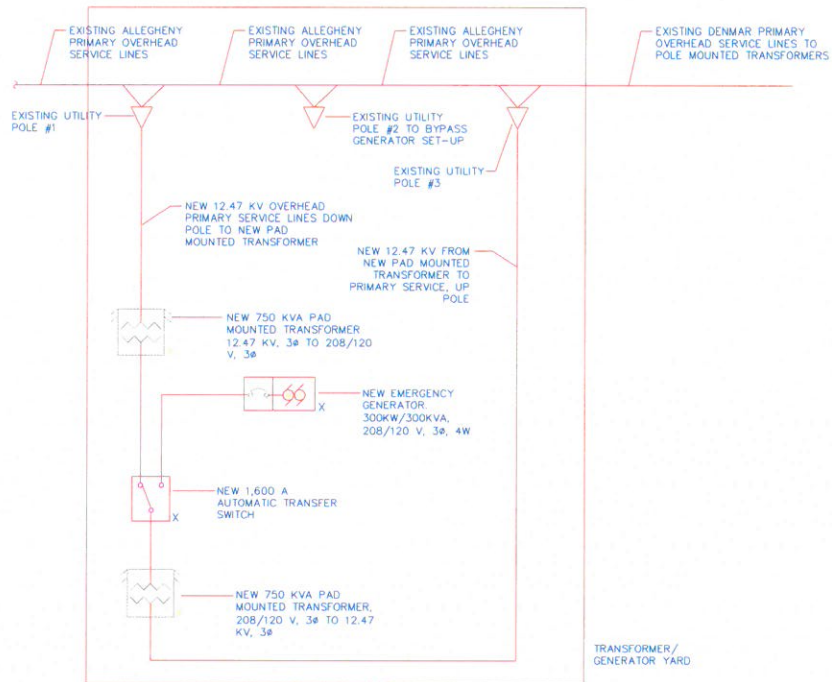 EXISTING ALLEGHENY
PRIMARY OVERHEAD
SERVICE LINES
EXISTING ALLEGHENY
PRIMARY OVERHEAD
SERVICE LINES
EXISTING ALLEGHENY
PRIMARY OVERHEAD
SERVICE LINES
EXISTING DENMAR PRIMARY
OVERHEAD SERVICE LINES TO
POLE MOUNTED TRANSFORMERS
EXISTING UTILITY
POLE #1
EXISTING UTILITY
POLE #2 TO BYPASS
GENERATOR SET-UP
EXISTING UTILITY
POLE #3
NEW 12.47 KV OVERHEAD
PRIMARY SERVICE LINES DOWN
POLE TO NEW PAD
MOUNTED TRANSFORMER
NEW 12.47 KV FROM
NEW PAD MOUNTED
TRANSFORMER TO
PRIMARY SERVICE, UP
POLE
NEW 750 KVA PAD
MOUNTED TRANSFORMER
12.47 KV, 3ø TO 208/120
V, 3ø
NEW EMERGENCY
GENERATOR.
300KW/300KVA,
208/120 V, 3ø, 4W
X
NEW 1,600 A
AUTOMATIC TRANSFER
SWITCH
X
NEW 750 KVA PAD
MOUNTED TRANSFORMER,
208/120 V, 3ø TO 12.47
KV, 3ø
TRANSFORMER/
GENERATOR YARD